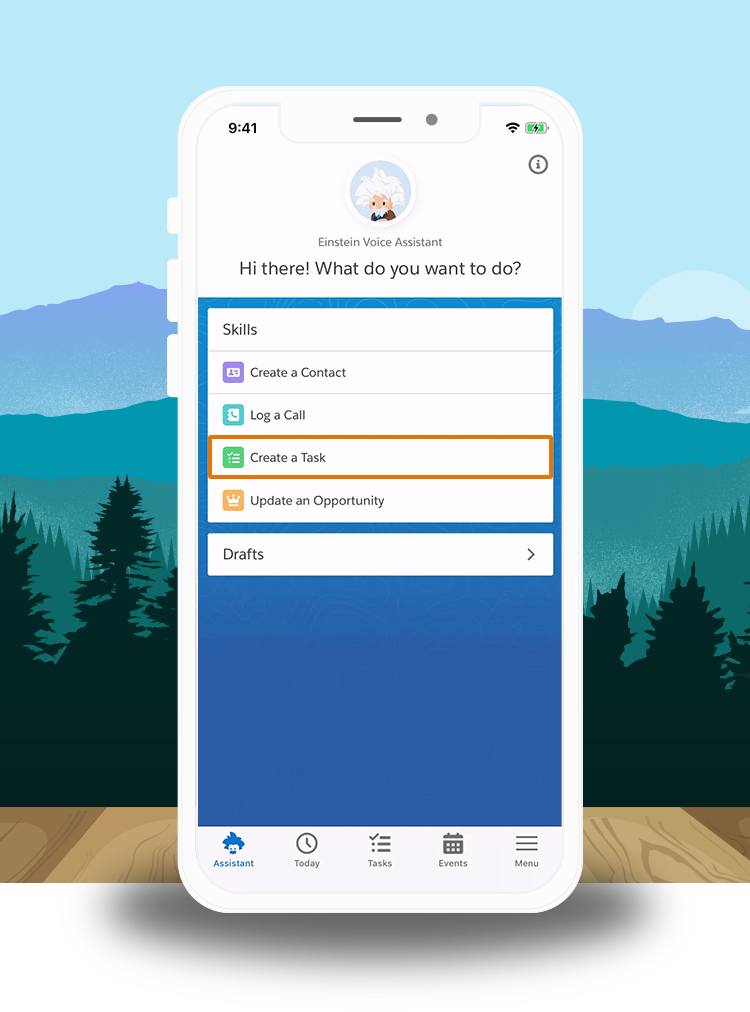 9:41
Einstein Voice Assistant
Hi there! What do you want to do?
Skills
Create a Contact
Log a Call
Create a Task
Update an Opportunity
Drafts
Assistant
Today
Tasks
Events
Menu